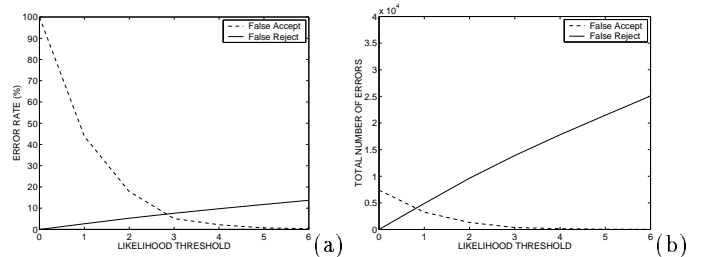 100
90
80
70
60
50
40
30
20
10
0
ERROR RATE (%)
False Accept
False Reject
0 1 2 3 4 5 6
LIKELIHOOD THRESHOLD
(a)
x 10^4
4
3.5
3
2.5
2
1.5
1
0.5
0
TOTAL NUMBER OF ERRORS
False Accept
False Reject
0 1 2 3 4 5 6
LIKELIHOOD THRESHOLD
(b)